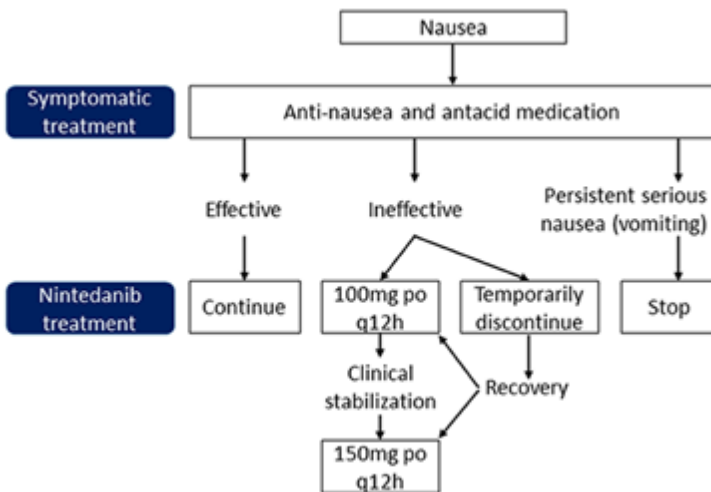 Nausea
Symptomatic
treatment
Anti-nausea and antacid medication
Effective
Ineffective
Persistent serious
nausea (vomiting)
Nintedanib
treatment
Continue
100mg po
q12h
Temporarily
discontinue
Stop
Clinical
stabilization
Recovery
150mg po
q12h